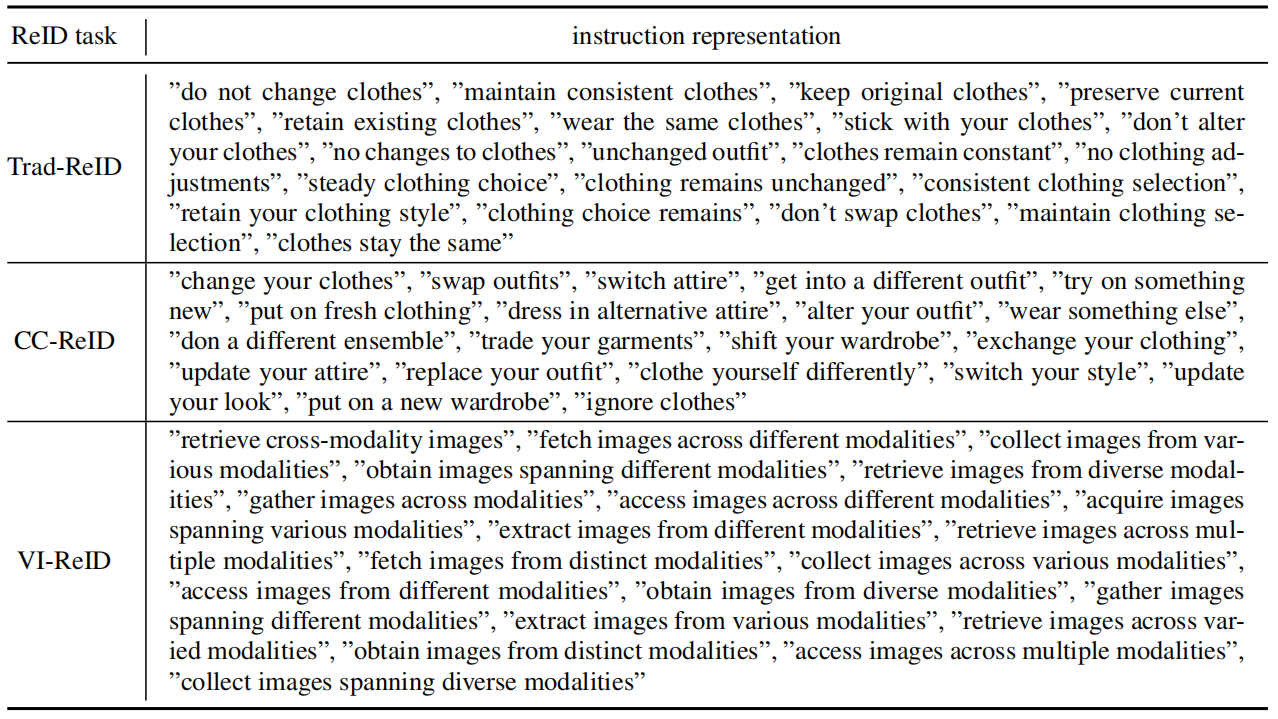 ReID task instruction representation
”do not change clothes”, ”maintain consistent clothes”, ”keep original clothes”, ”preserve current
clothes”, ”retain existing clothes”, ”wear the same clothes”, ”stick with your clothes”, ”don’t alter
your clothes”, ”no changes to clothes”, ”unchanged outfit”, ”clothes remain constant”, ”no clothing ad-
Trad-ReID
justments”, ”steady clothing choice”, ”clothing remains unchanged”, ”consistent clothing selection”,
”retain your clothing style”, ”clothing choice remains”, ”don’t swap clothes”, ”maintain clothing se-
lection”, ”clothes stay the same”
”change your clothes”, ”swap outfits”, ”switch attire”, ”get into a different outfit”, ”try on something
new”, ”put on fresh clothing”, ”dress in alternative attire”, ”alter your outfit”, ”wear something else”,
CC-ReID
”don a different ensemble”, ”trade your garments”, ”shift your wardrobe”, ”exchange your clothing”,
”update your attire”, ”replace your outfit”, ”clothe yourself differently”, ”switch your style”, ”update
your look”, ”put on a new wardrobe”, ”ignore clothes”
”retrieve cross-modality images”, ”fetch images across different modalities”, ”collect images from var-
ious modalities”, ”obtain images spanning different modalities”, ”retrieve images from diverse modal-
ities”, ”gather images across modalities”, ”access images across different modalities”, ”acquire images
spanning various modalities”, ”extract images from different modalities”, ”retrieve images across mul-
VI-ReID
tiple modalities”, ”fetch images from distinct modalities”, ”collect images across various modalities”,
”access images from different modalities”, ”obtain images from diverse modalities”, ”gather images
spanning different modalities”, ”extract images from various modalities”, ”retrieve images across var-
ied modalities”, ”obtain images from distinct modalities”, ”access images across multiple modalities”,
”collect images spanning diverse modalities”